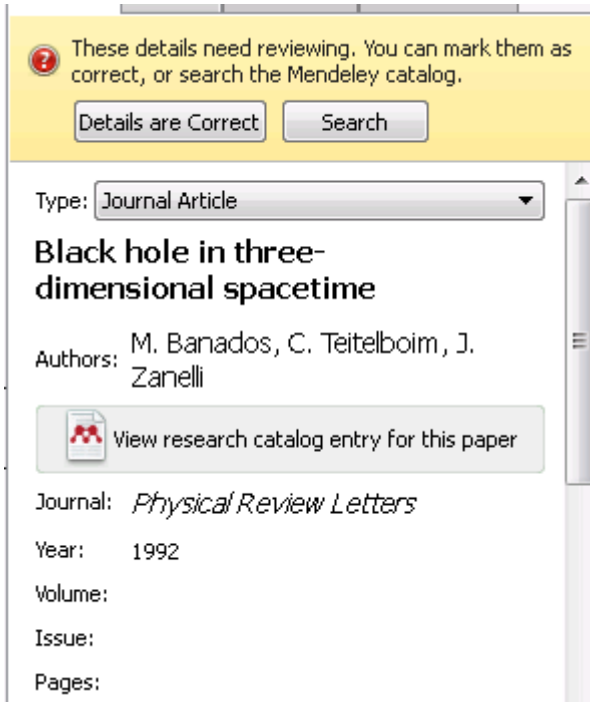 These details need reviewing. You can mark them as
correct, or search the Mendeley catalog.
Details are Correct Search
Type: Journal Article
Black hole in three-
dimensional spacetime
Authors: M. Banados, C. Teitelboim, J.
Zanelli
View research catalog entry for this paper
Journal: Physical Review Letters
Year: 1992
Volume:
Issue:
Pages: